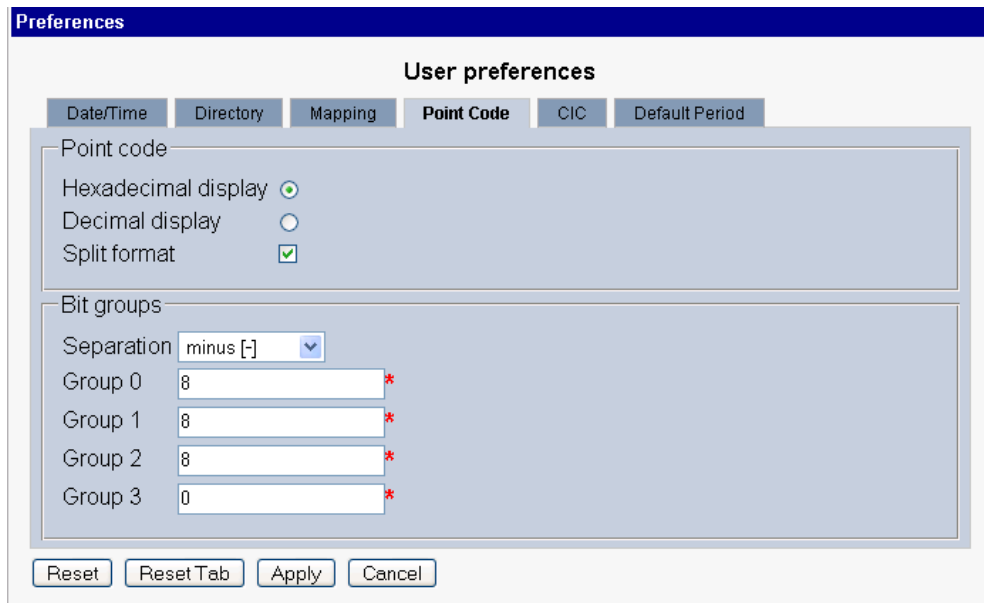 Preferences
User preferences
Date/Time Directory Mapping Point Code CIC Default Period
Point code
Hexadecimal display
Decimal display
Split format
Bit groups
Separation minus [-]
Group 0 8 *
Group 1 8 *
Group 2 8 *
Group 3 0 *
Reset Reset Tab Apply Cancel